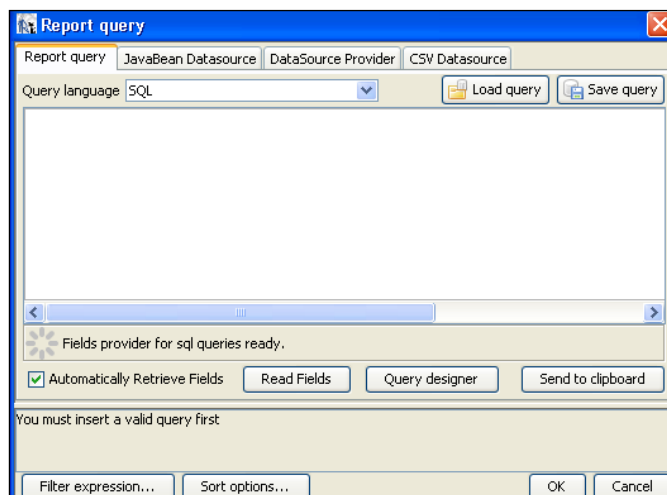 Report query
Report query JavaBean Datasource DataSource Provider CSV Datasource
Query language SQL Load query Save query
Fields provider for sql queries ready.
Automatically Retrieve Fields Read Fields Query designer Send to clipboard
You must insert a valid query first
Filter expression... Sort options... OK Cancel